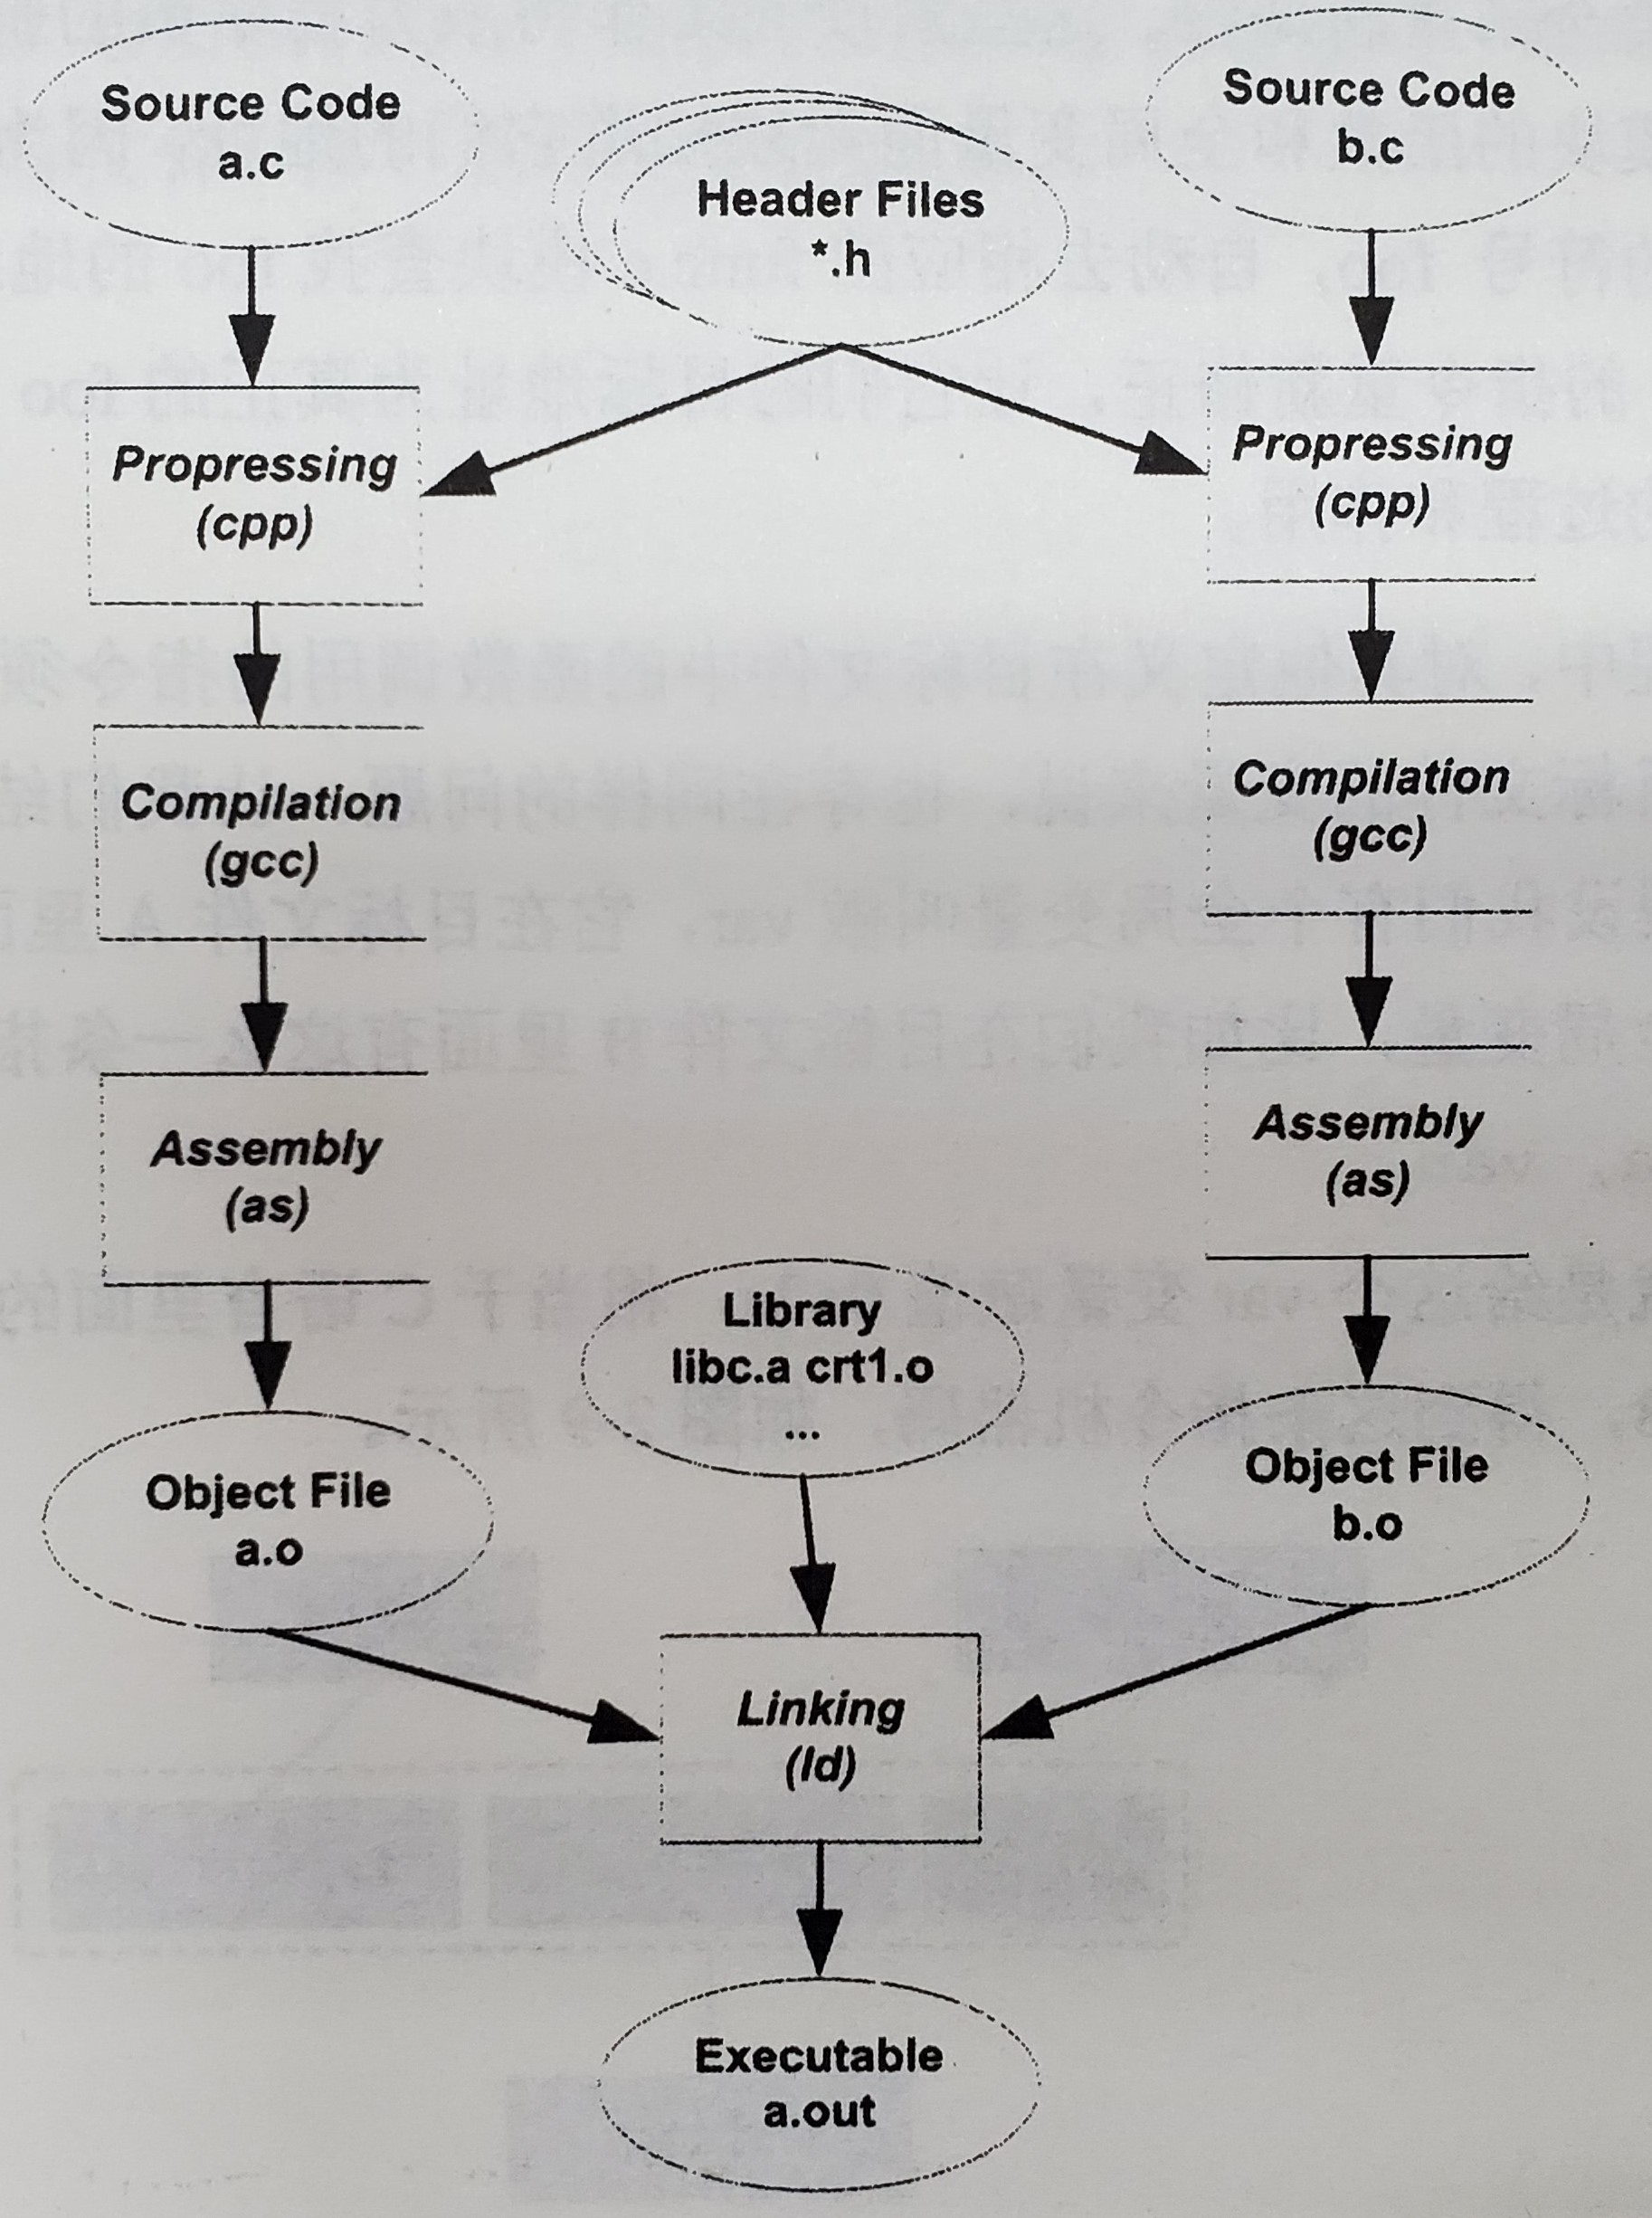 Source Code
a.c
Header Files
*.h
Source Code
b.c
Propressing
(cpp)
Propressing
(cpp)
Compilation
(gcc)
Compilation
(gcc)
Assembly
(as)
Assembly
(as)
Library
libc.a crt1.o
...
Object File
a.o
Object File
b.o
Linking
(ld)
Executable
a.out